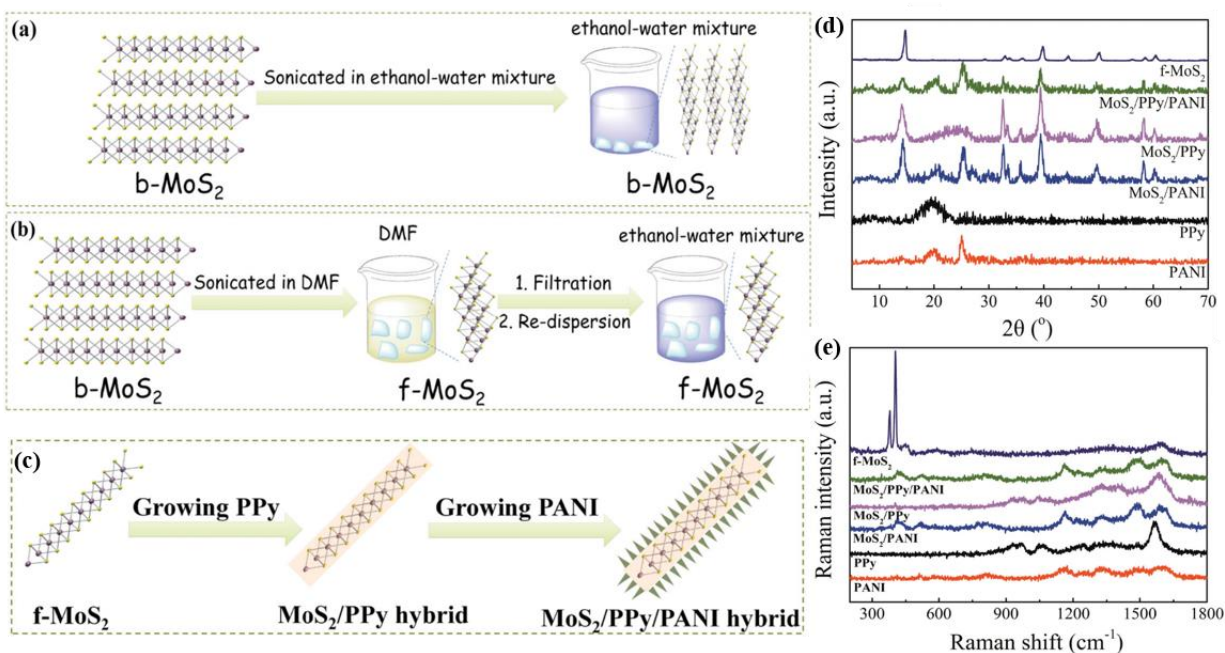 (a)
Sonicated in ethanol-water mixture
ethanol-water mixture
b-MoS₂
b-MoS₂
(b)
DMF
ethanol-water mixture
Sonicated in DMF
1. Filtration
2. Re-dispersion
b-MoS₂
f-MoS₂
f-MoS₂
(c)
Growing PPy
Growing PANI
f-MoS₂
MoS₂/PPy hybrid
MoS₂/PPy/PANI hybrid
(d)
Intensity (a.u.)
f-MoS₂
MoS₂/PPy/PANI
MoS₂/PPy
MoS₂/PANI
PPy
PANI
10 20 30 40 50 60 70
2θ (°)
(e)
Raman intensity (a.u.)
f-MoS₂
MoS₂/PPy/PANI
MoS₂/PPy
MoS₂/PANI
PPy
PANI
300 600 900 1200 1500 1800
Raman shift (cm⁻¹)